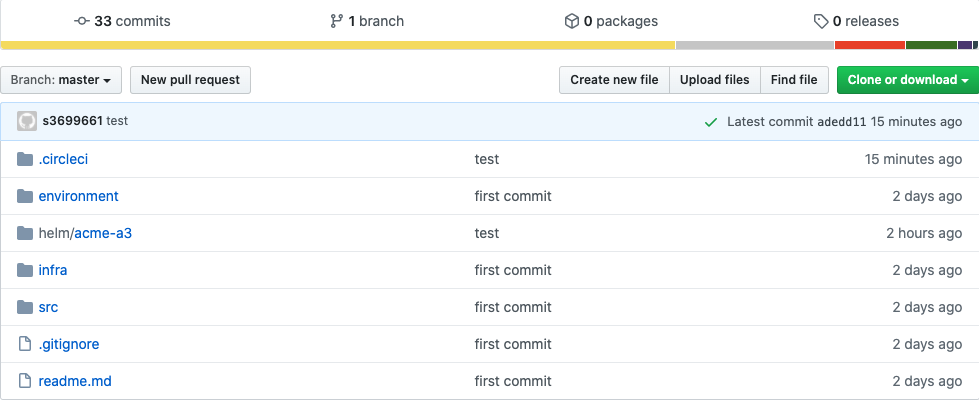 33 commits 1 branch 0 packages 0 releases
Branch: master New pull request Create new file Upload files Find file Clone or download
s3699661 test Latest commit adedd11 15 minutes ago
.circleci test 15 minutes ago
environment first commit 2 days ago
helm/acme-a3 test 2 hours ago
infra first commit 2 days ago
src first commit 2 days ago
.gitignore first commit 2 days ago
readme.md first commit 2 days ago